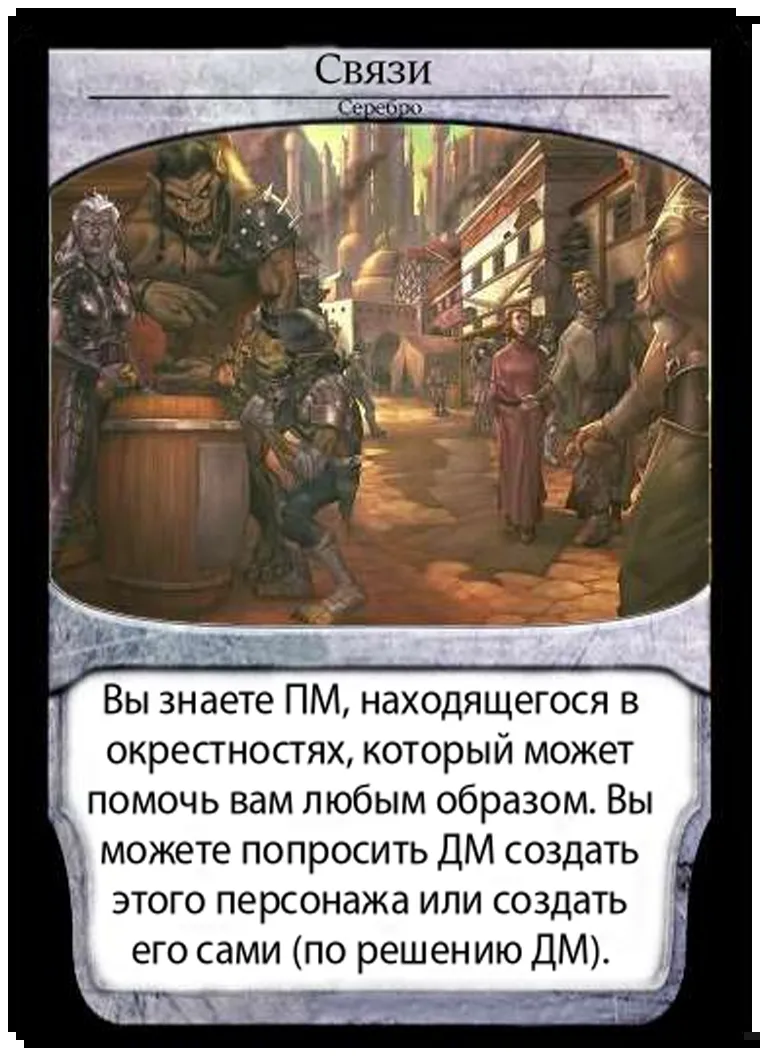 Связи
Серебро
Вы знаете ПМ, находящегося в
окрестностях, который может
помочь вам любым образом. Вы
можете попросить ДМ создать
этого персонажа или создать
его сами (по решению ДМ).